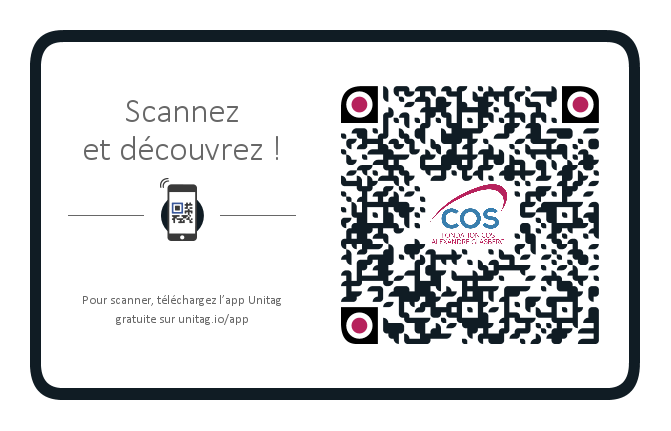 Scannez
et découvrez !
Pour scanner, téléchargez l'app Unitag
gratuite sur unitag.io/app
COS
FONDATION COS
ALEXANDRE GLASBERG